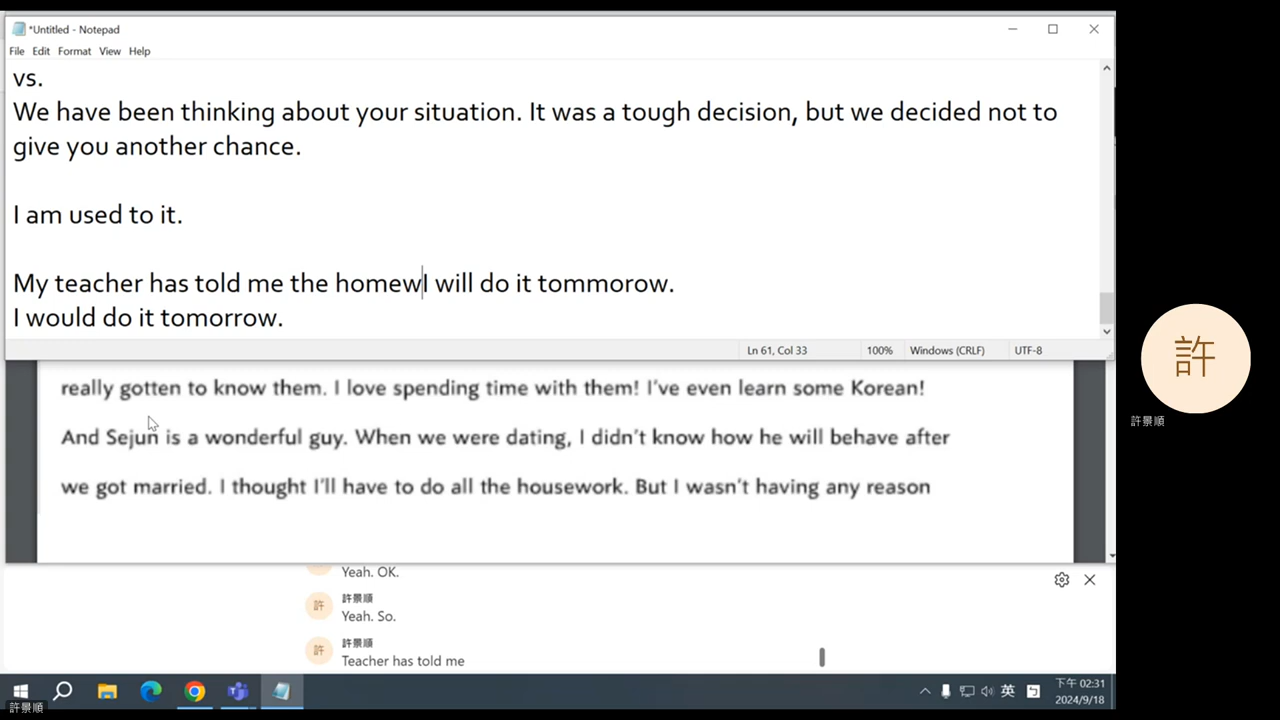 *Untitled - Notepad
File Edit Format View Help
vs.
We have been thinking about your situation. It was a tough decision, but we decided not to
give you another chance.
I am used to it.
My teacher has told me the homewI will do it tommorow.
I would do it tomorrow.
Ln 61, Col 33 100% Windows (CRLF) UTF-8
really gotten to know them. I love spending time with them! I've even learn some Korean!
And Sejun is a wonderful guy. When we were dating, I didn't know how he will behave after
we got married. I thought I'll have to do all the housework. But I wasn't having any reason
Yeah. OK.
許 許景順
Yeah. So.
許 許景順
Teacher has told me
許
許景順
英
下午 02:31
2024/9/18
許景順